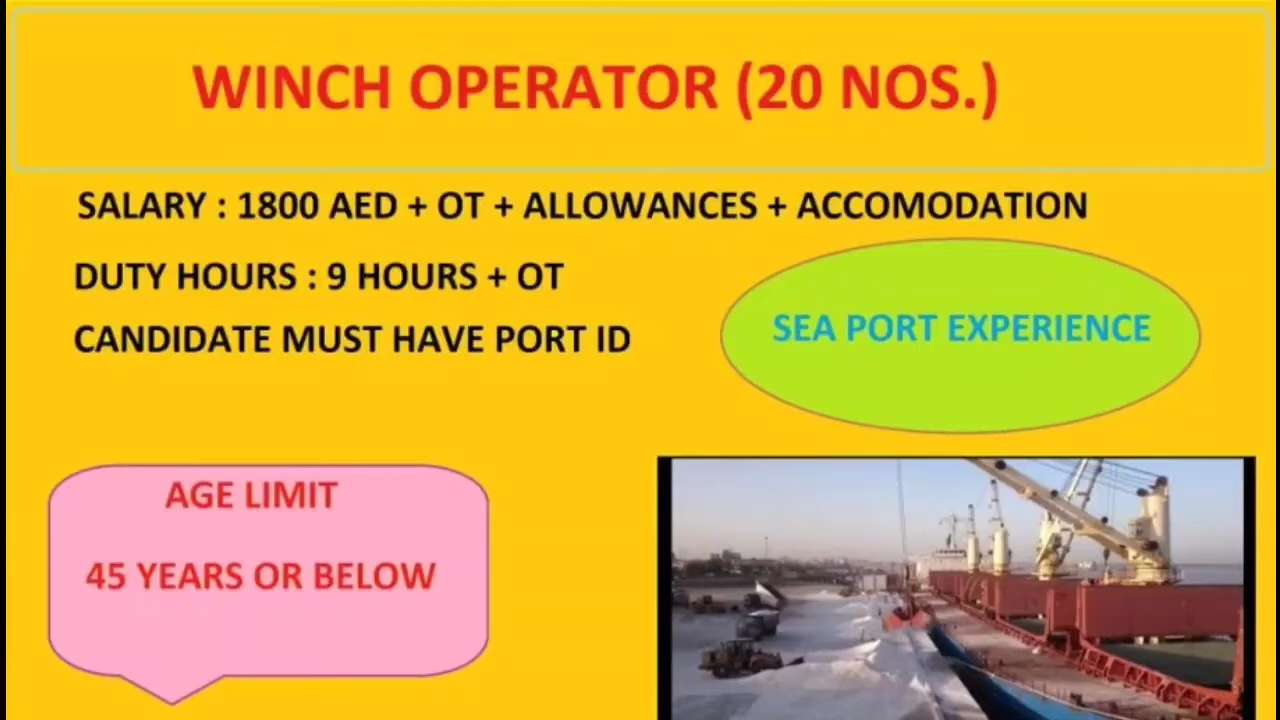 WINCH OPERATOR (20 NOS.)
SALARY : 1800 AED + OT + ALLOWANCES + ACCOMODATION
DUTY HOURS : 9 HOURS + OT
CANDIDATE MUST HAVE PORT ID
SEA PORT EXPERIENCE
AGE LIMIT
45 YEARS OR BELOW